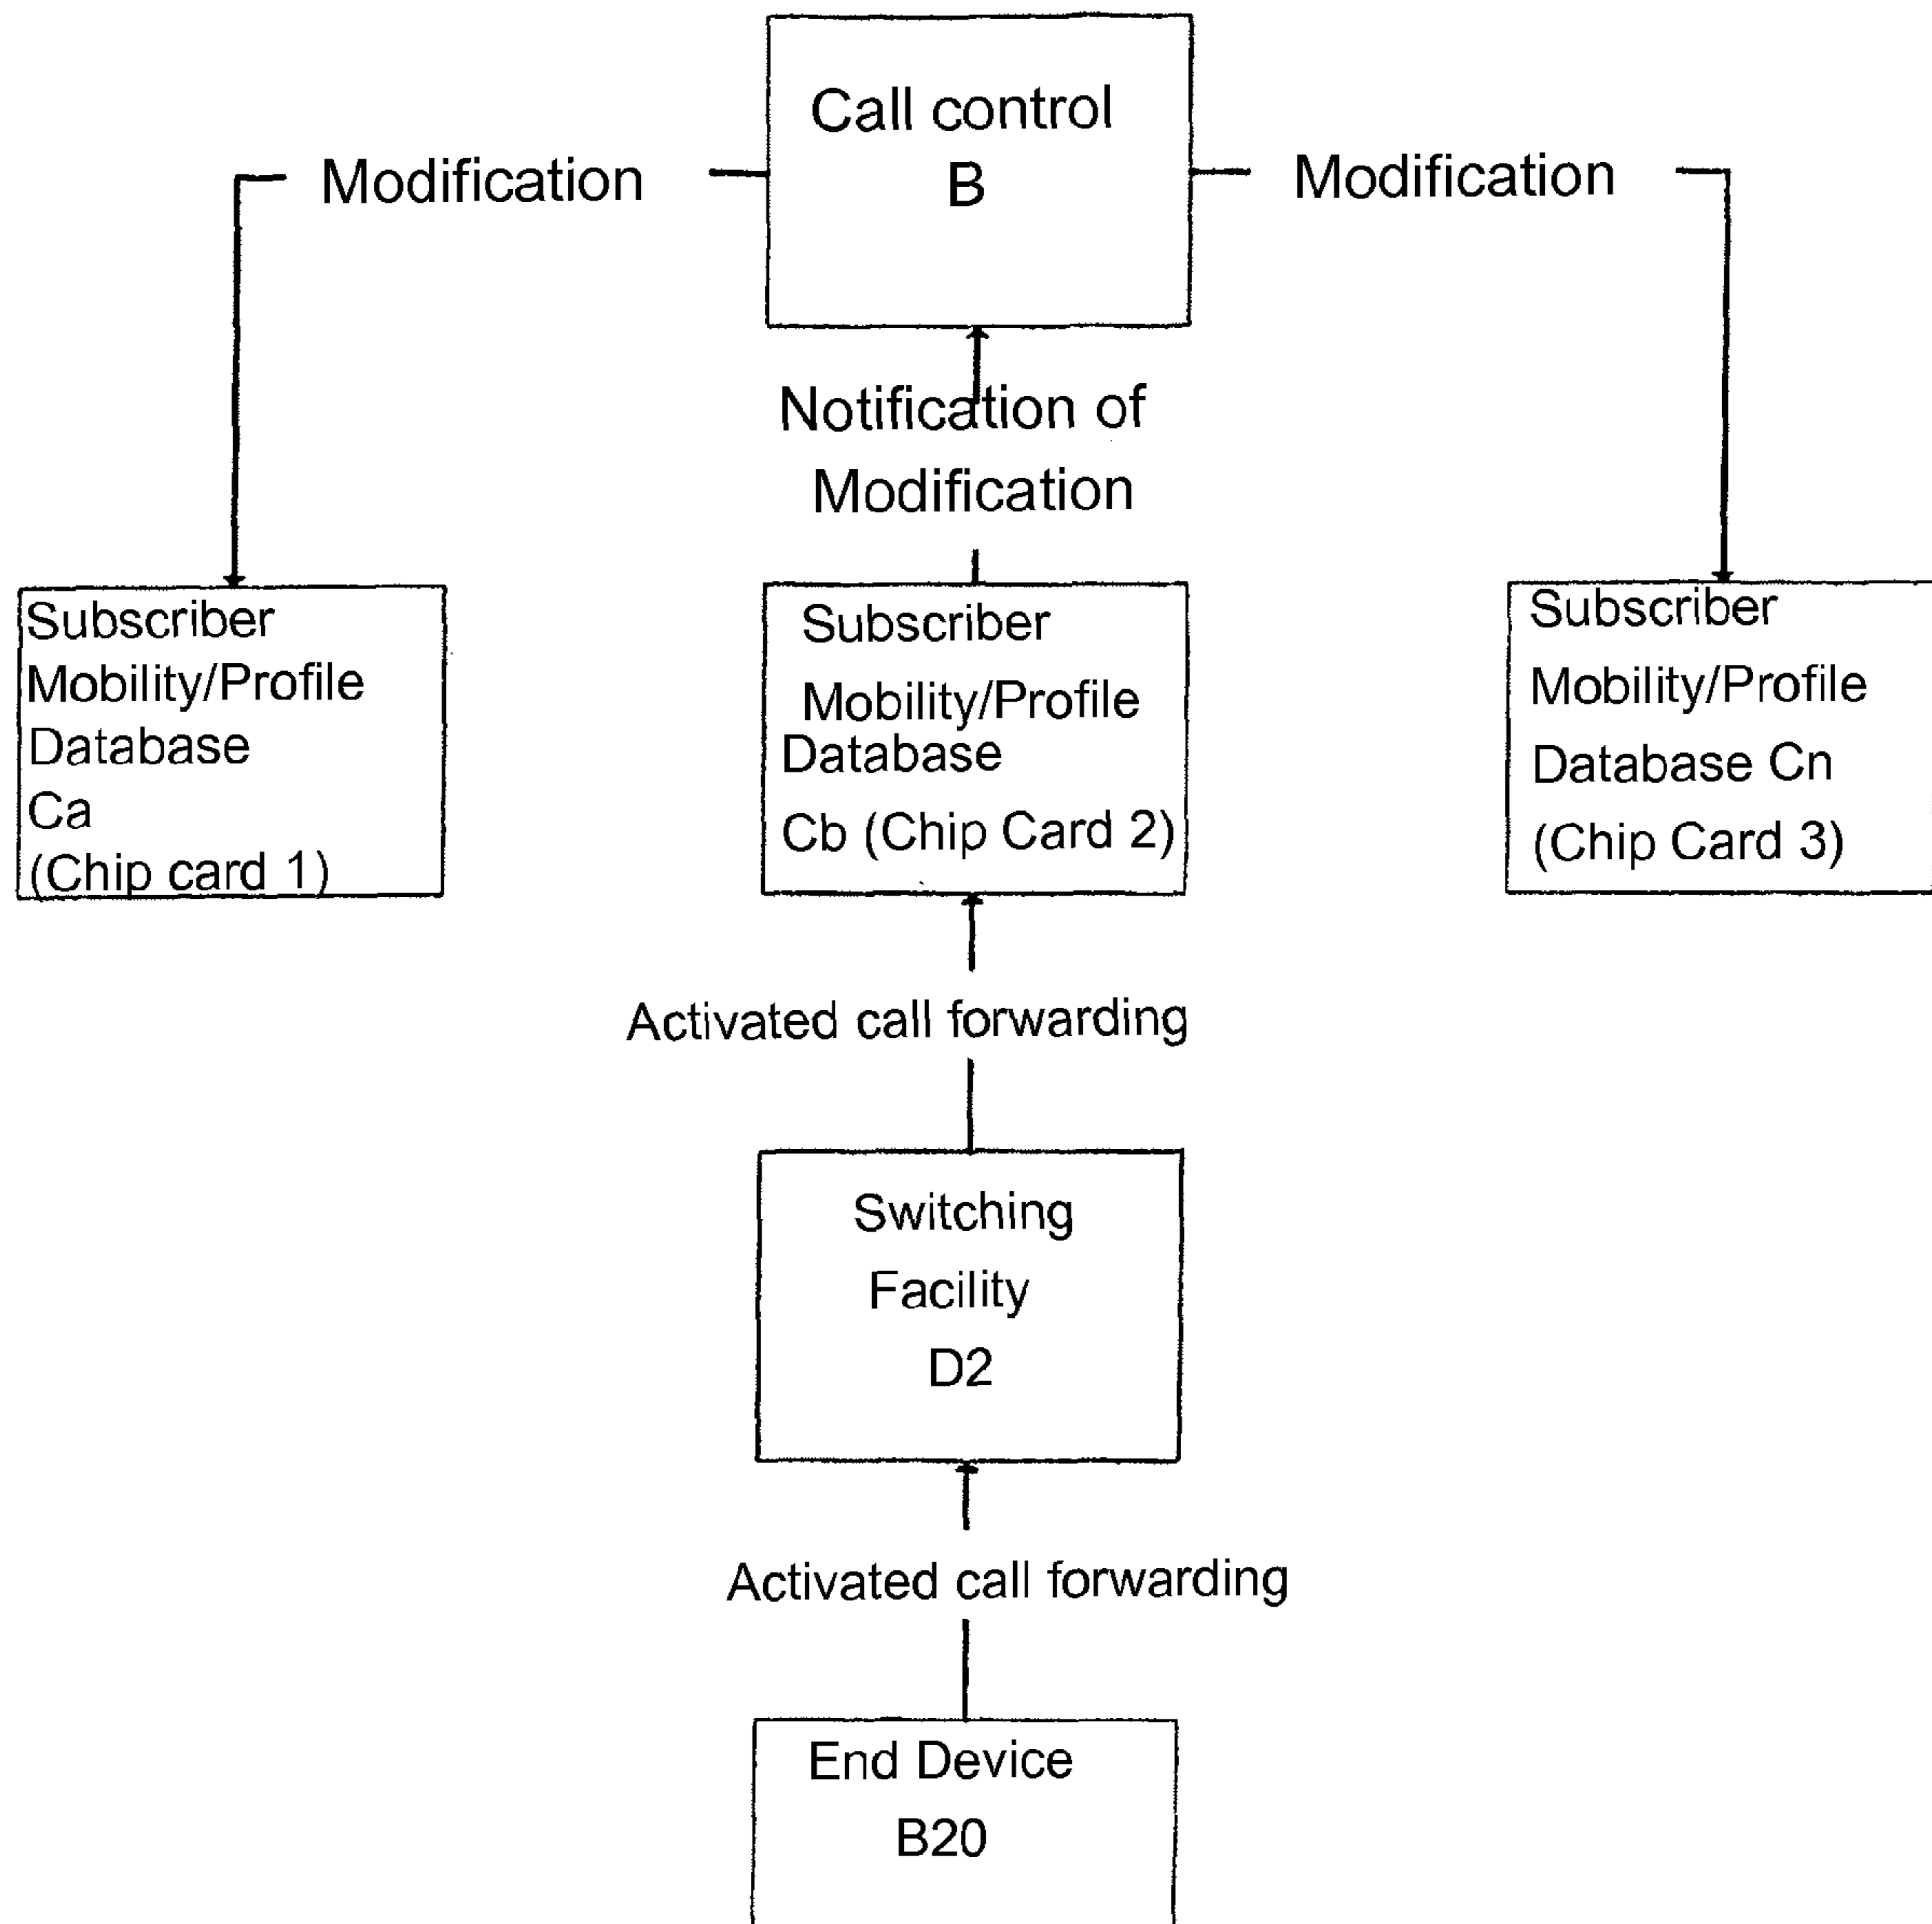 Call control
B
Modification
Modification
Notification of
Modification
Subscriber
Mobility/Profile
Database
Ca
(Chip card 1)
Subscriber
Mobility/Profile
Database
Cb (Chip Card 2)
Subscriber
Mobility/Profile
Database Cn
(Chip Card 3)
Activated call forwarding
Switching
Facility
D2
Activated call forwarding
End Device
B20